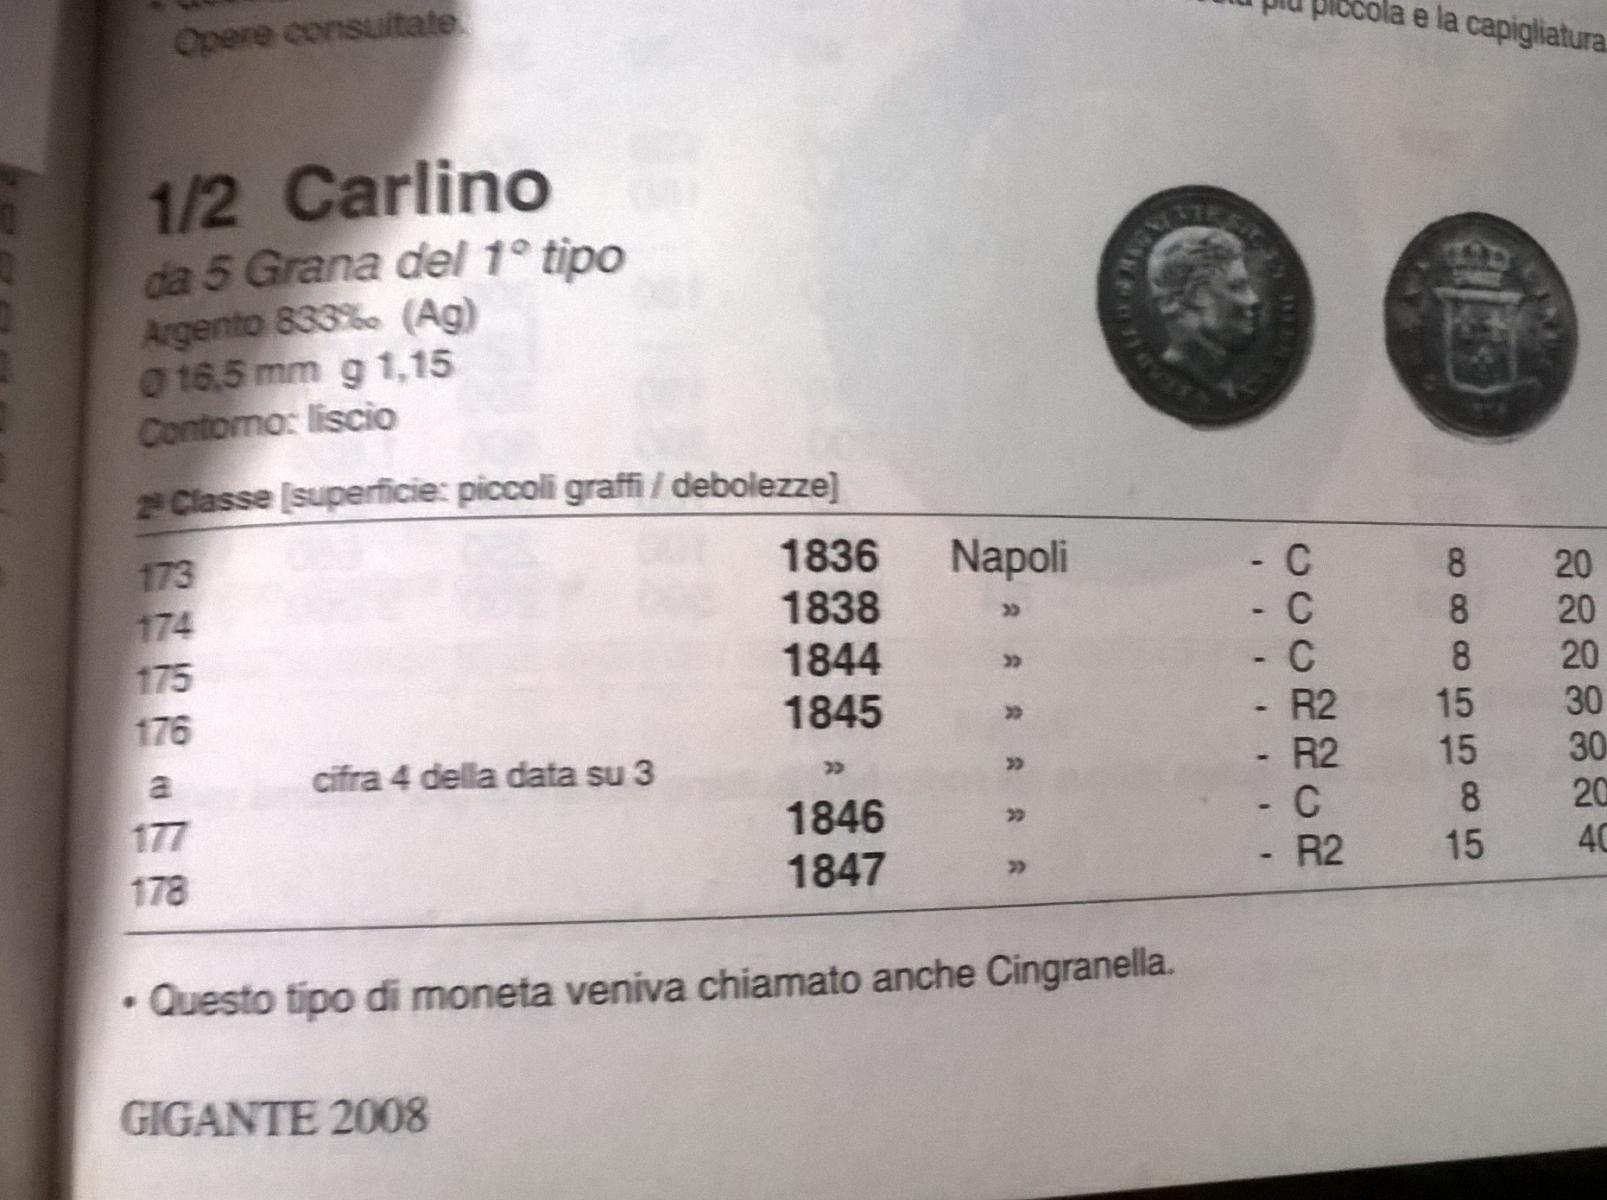 Opere consultate.
più piccola e la capigliatura
1/2 Carlino
da 5 Grana del 1° tipo
Argento 833‰ (Ag)
Ø 16,5 mm g 1,15
Contorno: liscio
2ª Classe [superficie: piccoli graffi / debolezze]
173 1836 Napoli - C 8 20
174 1838 » - C 8 20
175 1844 » - C 8 20
176 1845 » - R2 15 30
a cifra 4 della data su 3 » » - R2 15 30
177 1846 » - C 8 20
178 1847 » - R2 15 40
• Questo tipo di moneta veniva chiamato anche Cingranella.
GIGANTE 2008